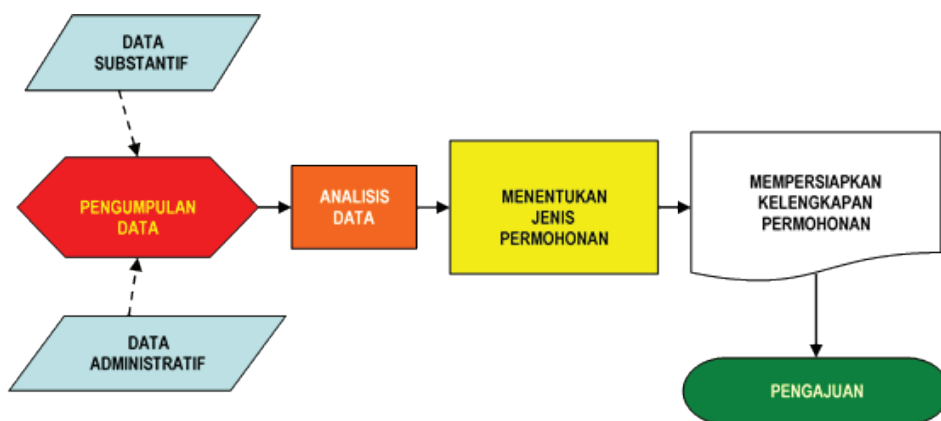 DATA
SUBSTANTIF
PENGUMPULAN
DATA
ANALISIS
DATA
MENENTUKAN
JENIS
PERMOHONAN
MEMPERSIAPKAN
KELENGKAPAN
PERMOHONAN
DATA
ADMINISTRATIF
PENGAJUAN